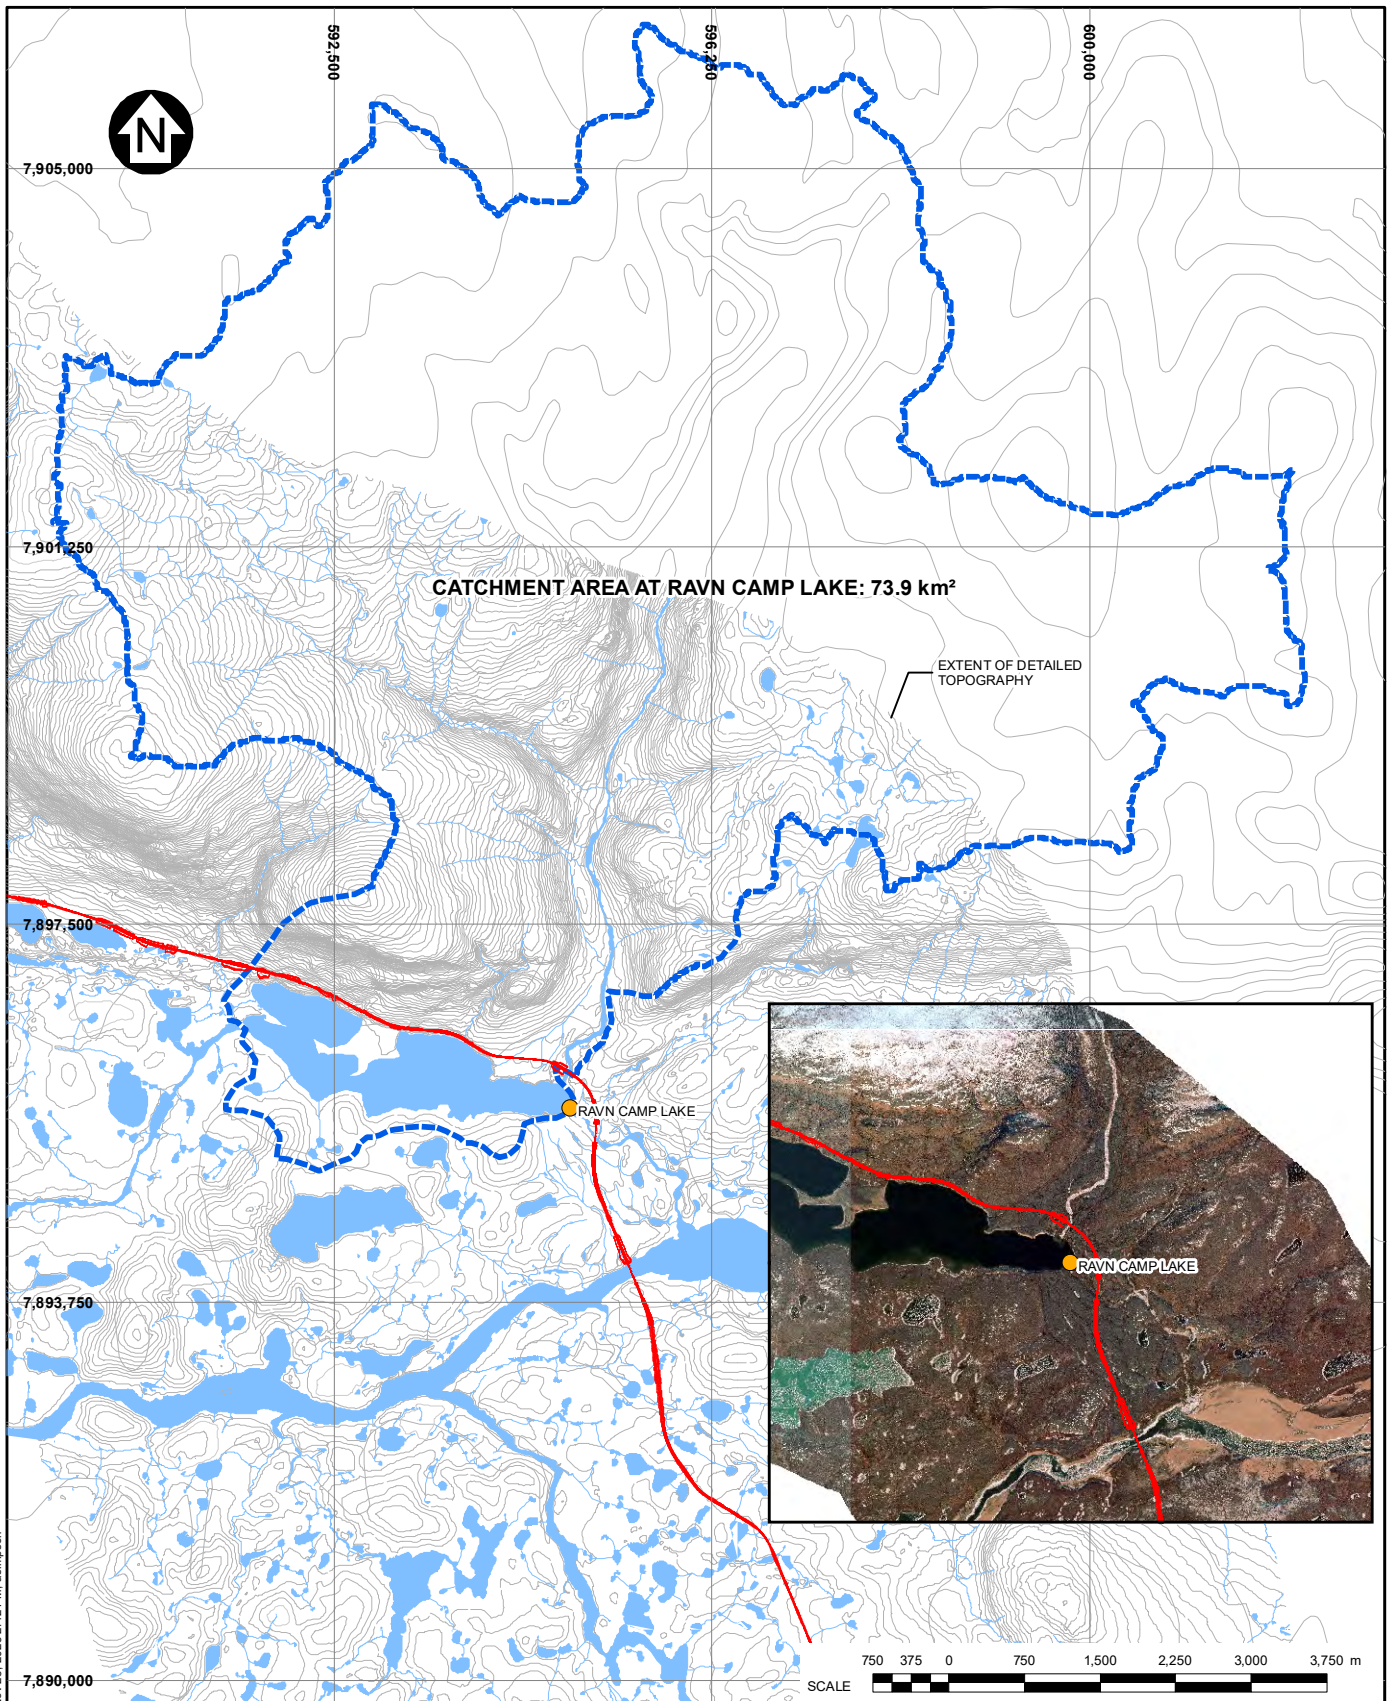 592,500
596,250
600,000
N
7,905,000
7,901,250
CATCHMENT AREA AT RAVN CAMP LAKE: 73.9 km²
EXTENT OF DETAILED
TOPOGRAPHY
7,897,500
RAVN CAMP LAKE
RAVN CAMP LAKE
7,893,750
7,890,000
SCALE
750 375 0 750 1,500 2,250 3,000 3,750 m